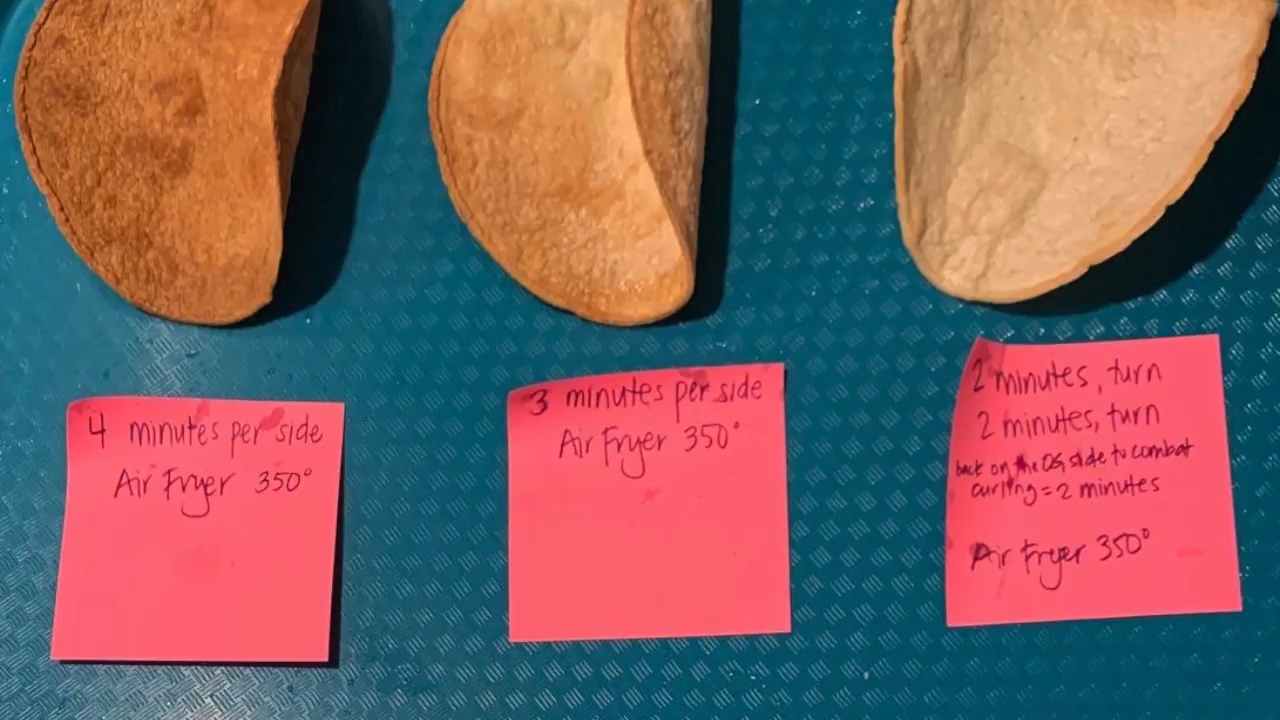 4 minutes per side
Air Fryer 350°
3 minutes per side
Air Fryer 350°
2 minutes, turn
2 minutes, turn
back on the OG side to combat
curling = 2 minutes
Air Fryer 350°